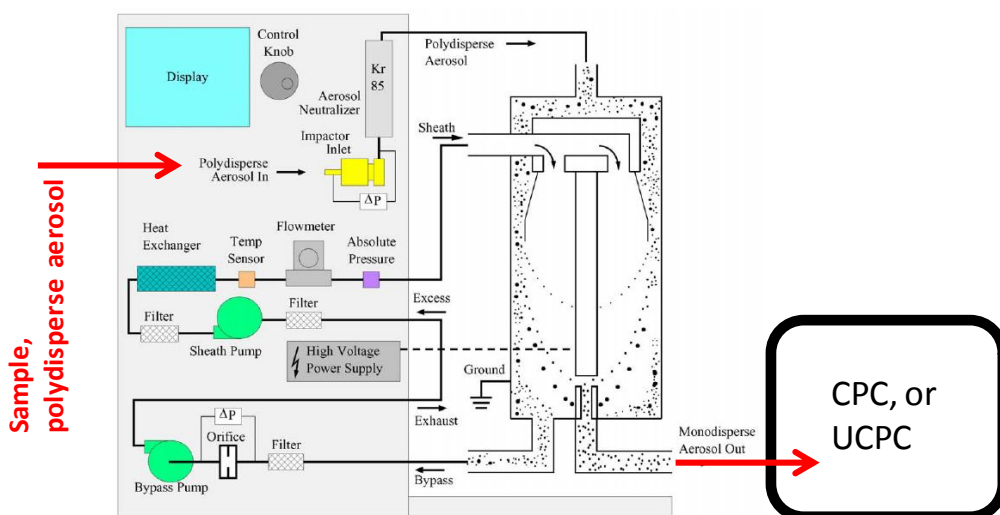 Sample,
polydisperse aerosol
Display
Control
Knob
Kr
85
Aerosol
Neutralizer
Impactor
Inlet
Polydisperse
Aerosol In
ΔP
Polydisperse
Aerosol
Sheath
Heat
Exchanger
Temp
Sensor
Flowmeter
Absolute
Pressure
Filter
Sheath Pump
Filter
Excess
High Voltage
Power Supply
Ground
Exhaust
ΔP
Orifice
Filter
Bypass Pump
Bypass
Monodisperse
Aerosol Out
CPC, or
UCPC